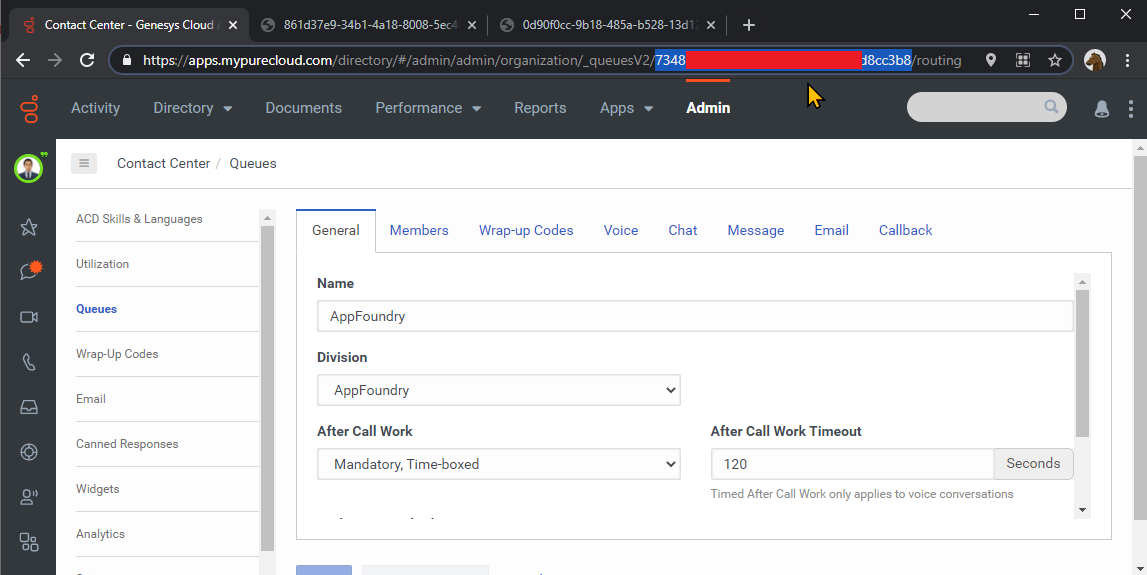 Contact Center - Genesys Cloud
861d37e9-34b1-4a18-8008-5ec4
0d90f0cc-9b18-485a-b528-13d1
https://apps.mypurecloud.com/directory/#/admin/admin/organization/_queuesV2/7348 d8cc3b8/routing
Activity Directory Documents Performance Reports Apps Admin
Contact Center / Queues
ACD Skills & Languages
Utilization
Queues
Wrap-Up Codes
Email
Canned Responses
Widgets
Analytics
General Members Wrap-up Codes Voice Chat Message Email Callback
Name
AppFoundry
Division
AppFoundry
After Call Work
Mandatory, Time-boxed
After Call Work Timeout
120 Seconds
Timed After Call Work only applies to voice conversations